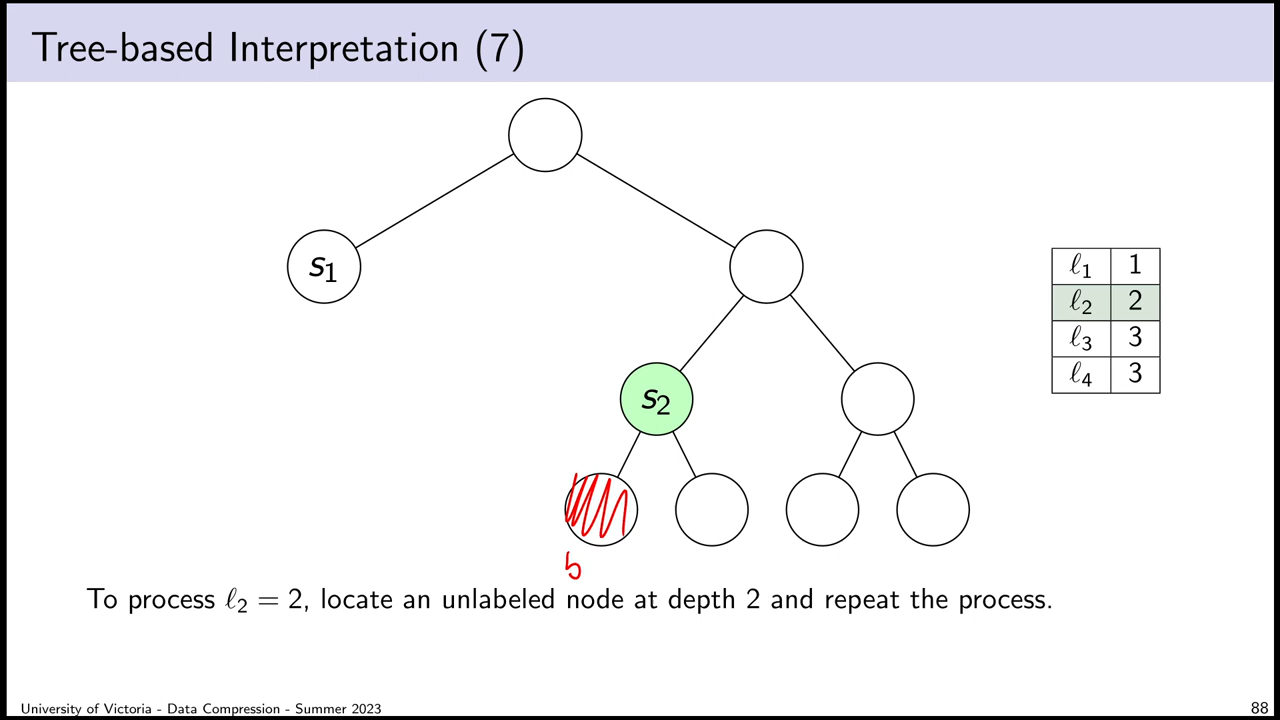 Tree-based Interpretation (7)
s₁
s₂
ℓ₁ 1
ℓ₂ 2
ℓ₃ 3
ℓ₄ 3
To process ℓ₂ = 2, locate an unlabeled node at depth 2 and repeat the process.
University of Victoria - Data Compression - Summer 2023
88